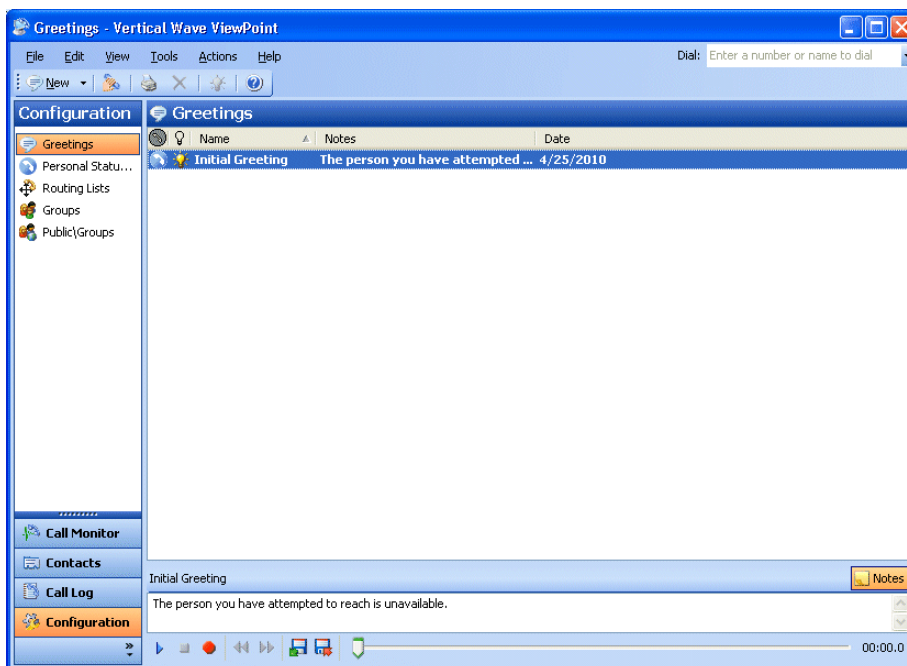 Greetings - Vertical Wave ViewPoint
File Edit View Tools Actions Help Dial: Enter a number or name to dial
New
Configuration
Greetings
Personal Statu...
Routing Lists
Groups
Public\Groups
Call Monitor
Contacts
Call Log
Configuration
Greetings
Name Notes Date
Initial Greeting The person you have attempted ... 4/25/2010
Initial Greeting Notes
The person you have attempted to reach is unavailable.
00:00.0